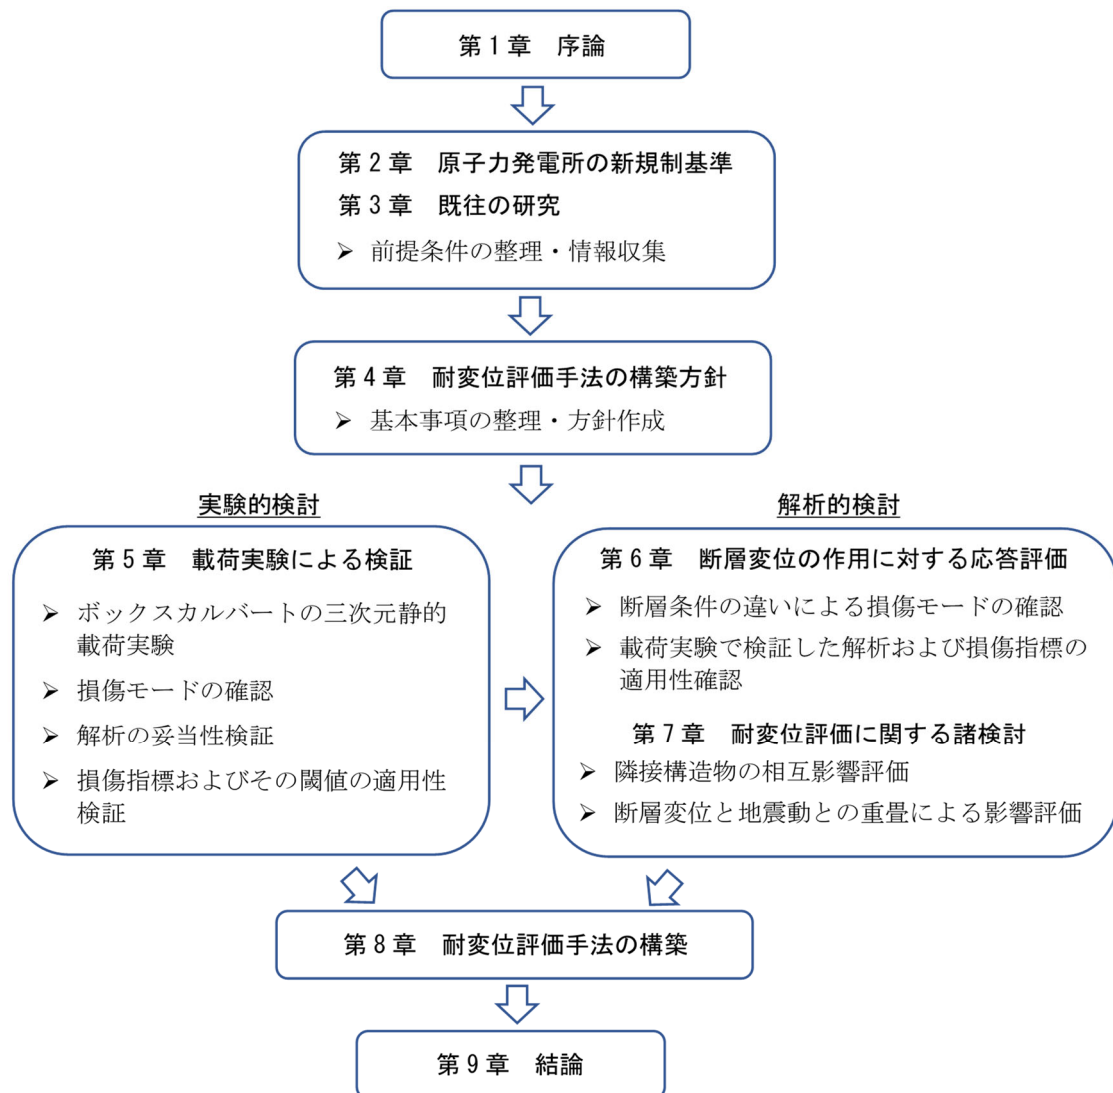 第1章　序論
第2章　原子力発電所の新規制基準
第3章　既往の研究
➢ 前提条件の整理・情報収集
第4章　耐変位評価手法の構築方針
➢ 基本事項の整理・方針作成
実験的検討
第5章　載荷実験による検証
➢ ボックスカルバートの三次元静的
載荷実験
➢ 損傷モードの確認
➢ 解析の妥当性検証
➢ 損傷指標およびその閾値の適用性
検証
解析的検討
第6章　断層変位の作用に対する応答評価
➢ 断層条件の違いによる損傷モードの確認
➢ 載荷実験で検証した解析および損傷指標の
適用性確認
第7章　耐変位評価に関する諸検討
➢ 隣接構造物の相互影響評価
➢ 断層変位と地震動との重畳による影響評価
第8章　耐変位評価手法の構築
第9章　結論